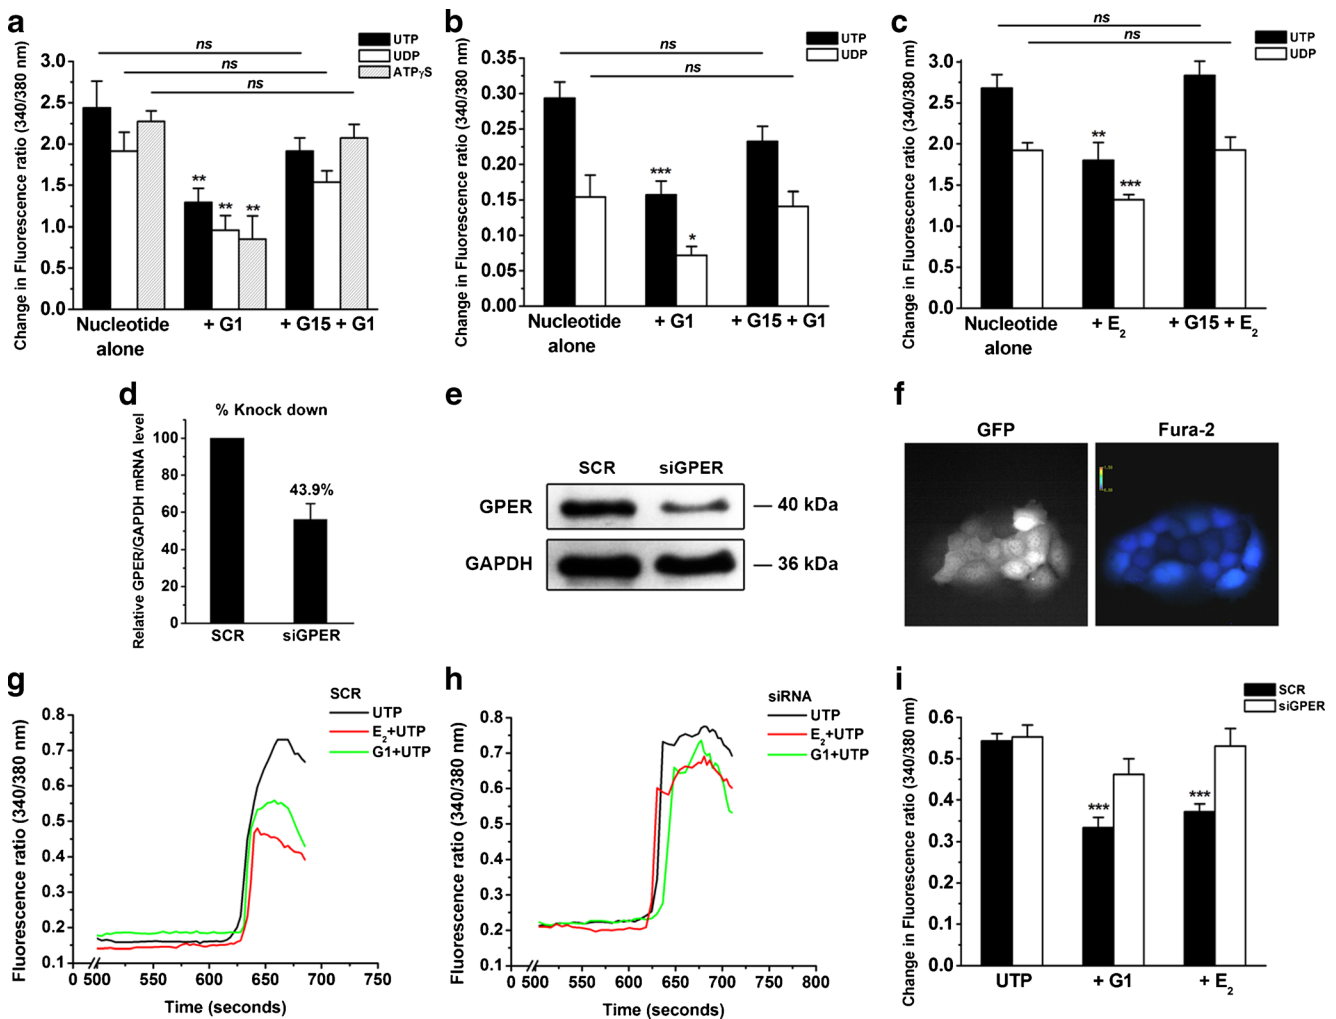 a
Change in Fluorescence ratio (340/380 nm)
3.0
2.5
2.0
1.5
1.0
0.5
0.0
ns
ns
ns
UTP
UDP
ATPγS
**
**
**
Nucleotide
alone
+ G1
+ G15 + G1
b
Change in Fluorescence ratio (340/380 nm)
0.35
0.30
0.25
0.20
0.15
0.10
0.05
0.00
ns
ns
UTP
UDP
***
*
Nucleotide
alone
+ G1
+ G15 + G1
c
Change in Fluorescence ratio (340/380 nm)
3.0
2.5
2.0
1.5
1.0
0.5
0.0
ns
ns
UTP
UDP
**
***
Nucleotide
alone
+ E₂
+ G15 + E₂
d
% Knock down
Relative GPER/GAPDH mRNA level
100
80
60
40
20
0
43.9%
SCR
siGPER
e
SCR siGPER
GPER — 40 kDa
GAPDH — 36 kDa
f
GFP
Fura-2
g
SCR
UTP
E₂+UTP
G1+UTP
Fluorescence ratio (340/380 nm)
0.8
0.7
0.6
0.5
0.4
0.3
0.2
0.1
0 500 550 600 650 700 750
Time (seconds)
h
siRNA
UTP
E₂+UTP
G1+UTP
Fluorescence ratio (340/380 nm)
0.8
0.7
0.6
0.5
0.4
0.3
0.2
0.1
0 500 550 600 650 700 750 800
Time (seconds)
i
SCR
siGPER
Change in Fluorescence ratio (340/380 nm)
0.6
0.5
0.4
0.3
0.2
0.1
0.0
***
***
UTP
+ G1
+ E₂